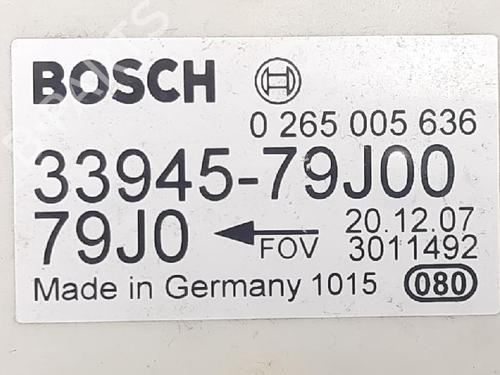 BOSCH
0 265 005 636
33945-79J00
79J0 FOV 20.12.07
3011492
Made in Germany 1015 080